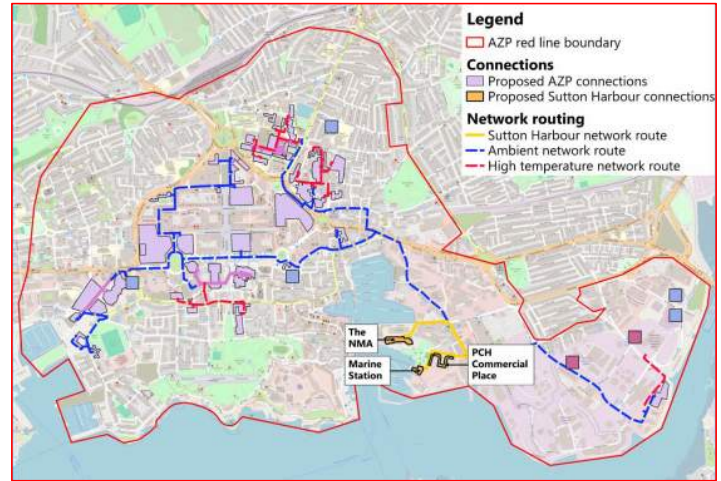 Legend
AZP red line boundary
Connections
Proposed AZP connections
Proposed Sutton Harbour connections
Network routing
Sutton Harbour network route
Ambient network route
High temperature network route
The
NMA
Marine
Station
PCH
Commercial
Place